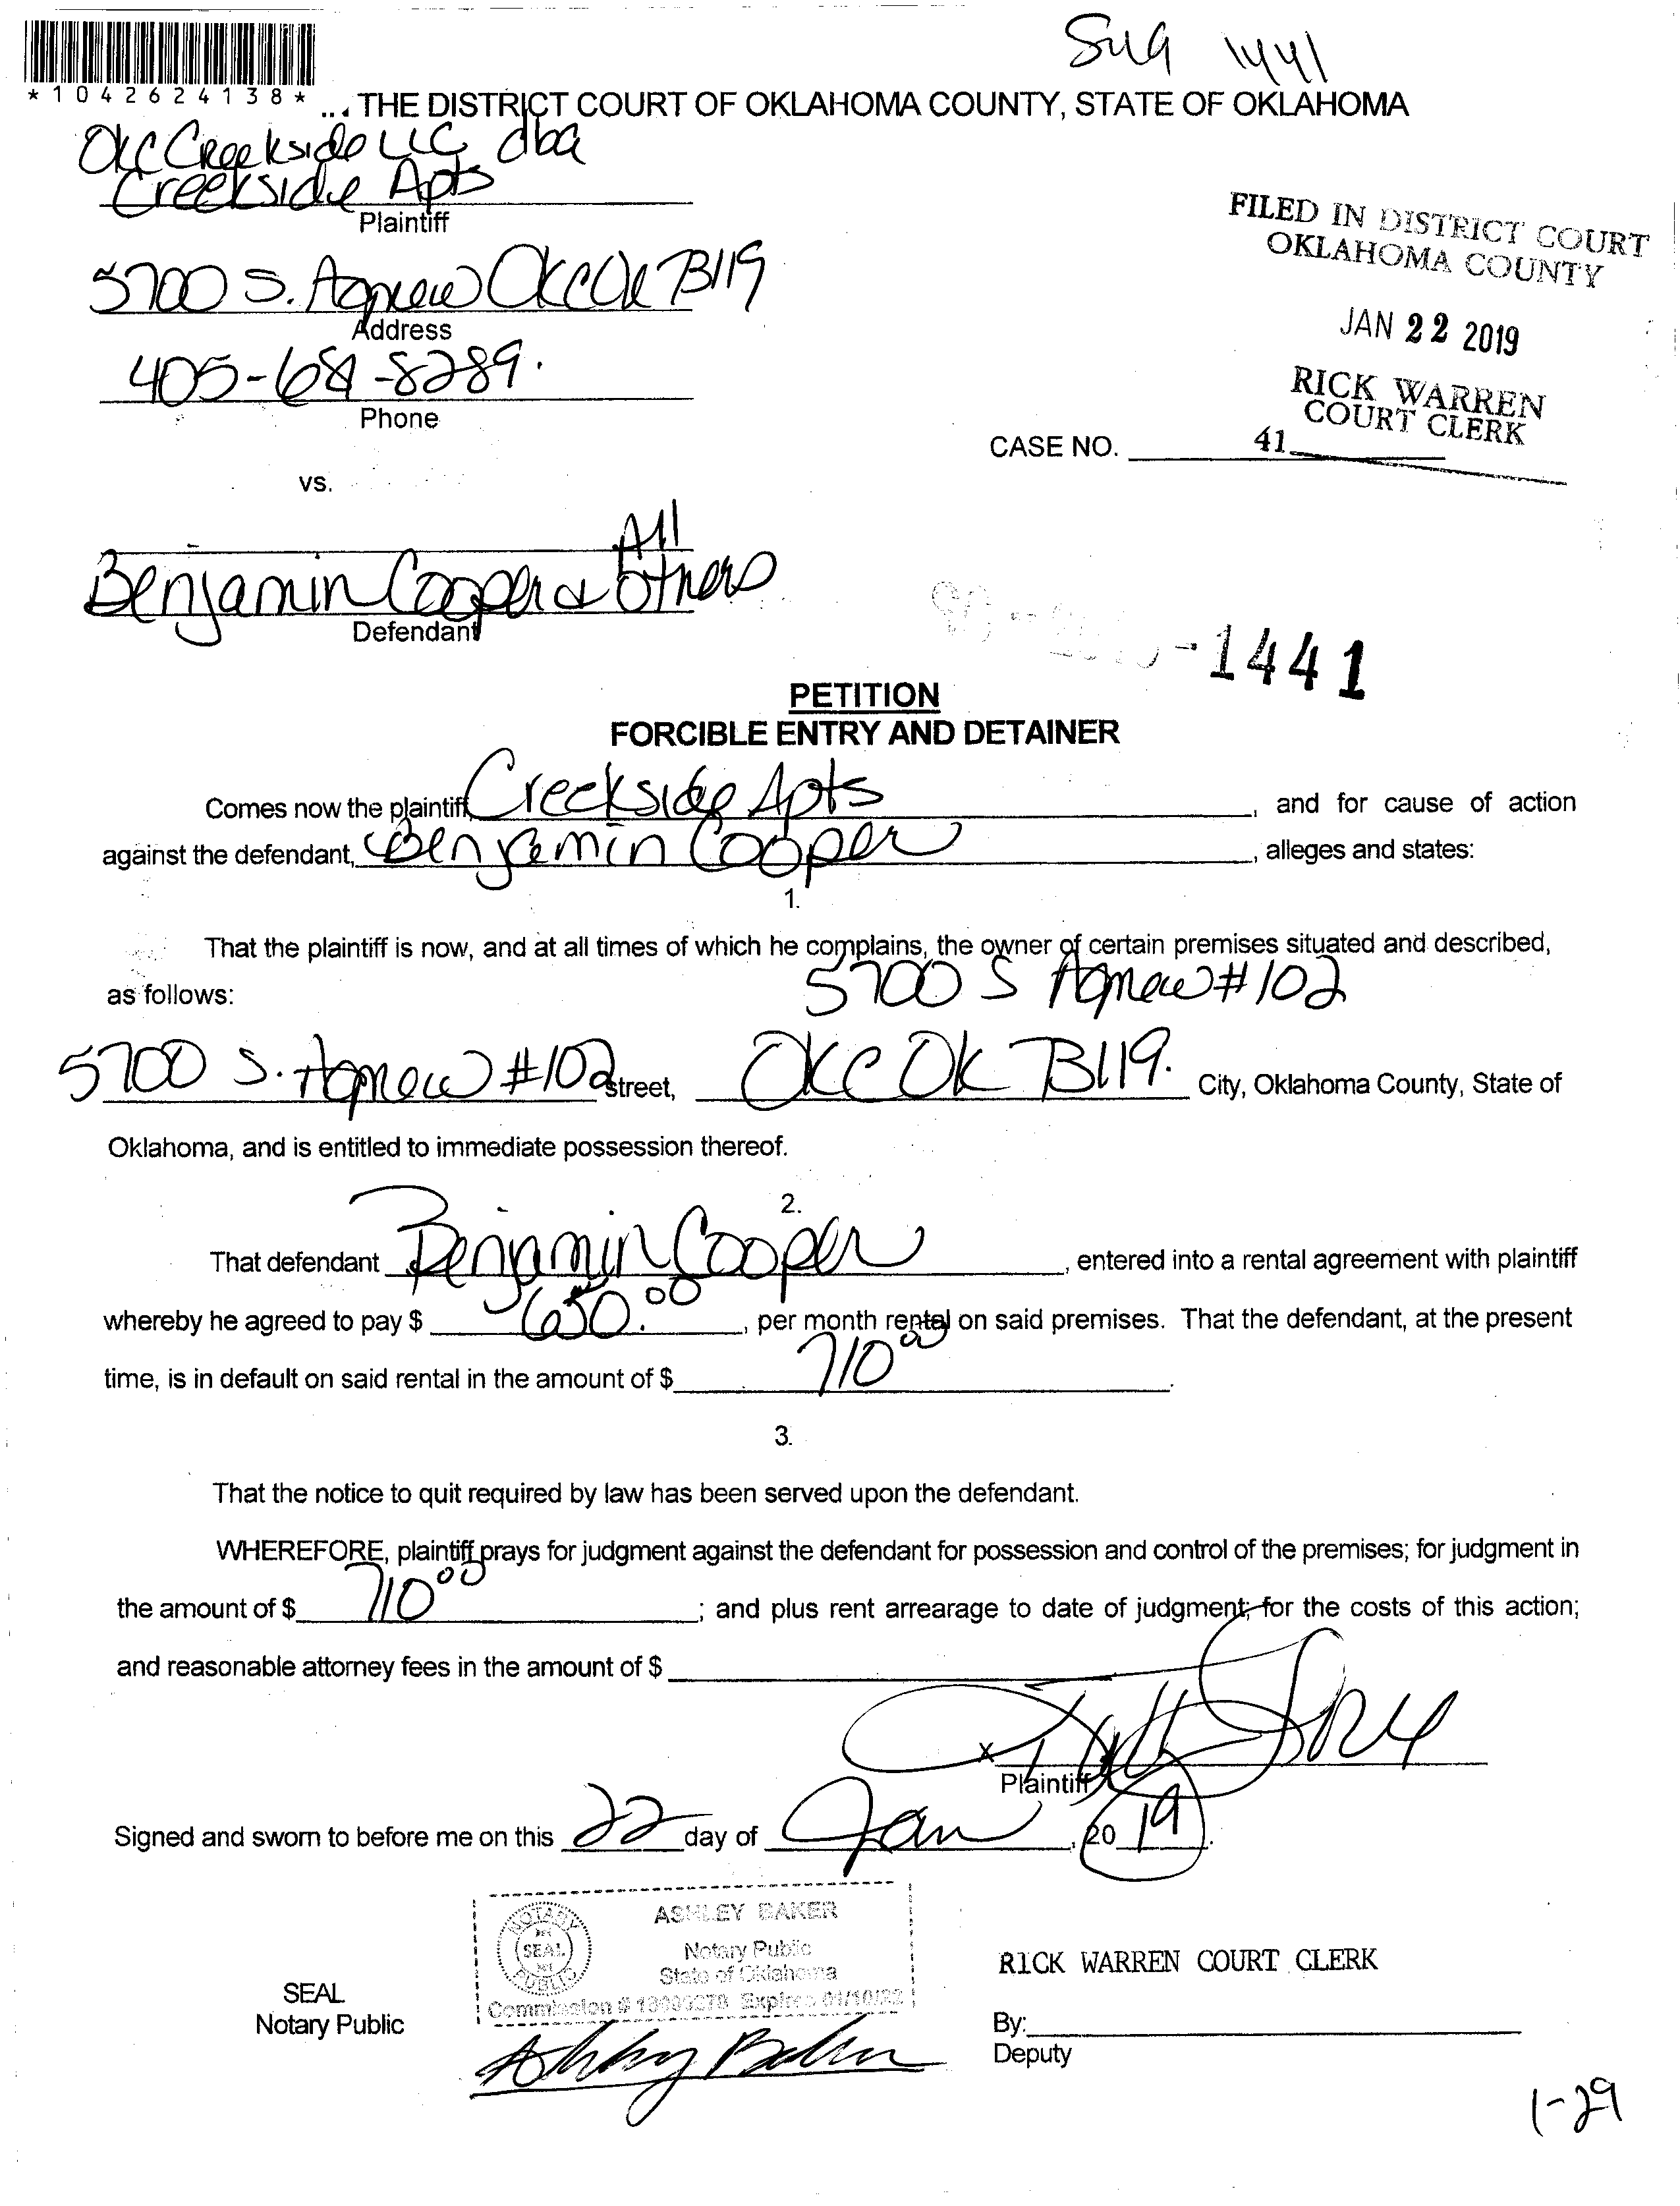 Sug 1441
*1042624138*
... THE DISTRICT COURT OF OKLAHOMA COUNTY, STATE OF OKLAHOMA
OKC Creekside LLC dba
Creekside Apts
Plaintiff
FILED IN DISTRICT COURT
OKLAHOMA COUNTY
5700 S. Agnew OKC Ok 73119
Address
JAN 22 2019
405-681-8289.
Phone
RICK WARREN
COURT CLERK
CASE NO. 41
vs.
All
Benjamin Cooper & Others
Defendant
-1441
PETITION
FORCIBLE ENTRY AND DETAINER
Comes now the plaintiff, Creekside Apts, and for cause of action
against the defendant, Benjamin Cooper, alleges and states:
1.
That the plaintiff is now, and at all times of which he complains, the owner of certain premises situated and described,
as follows: 5700 S Agnew #102
5700 S. Agnew #102 street, OKC OK 73119. City, Oklahoma County, State of
Oklahoma, and is entitled to immediate possession thereof.
2.
That defendant Benjamin Cooper, entered into a rental agreement with plaintiff
whereby he agreed to pay $ 650.00, per month rental on said premises. That the defendant, at the present
time, is in default on said rental in the amount of $ 710 00.
3.
That the notice to quit required by law has been served upon the defendant.
WHEREFORE, plaintiff prays for judgment against the defendant for possession and control of the premises; for judgment in
the amount of $ 710 00; and plus rent arrearage to date of judgment; for the costs of this action;
and reasonable attorney fees in the amount of $
x
Plaintiff
Signed and sworn to before me on this 22 day of Jan, 20 19.
ASHLEY BAKER
NOTARY PUBLIC
SEAL
Notary Public
State of Oklahoma
Commission # Expires 01/10/22
SEAL
Notary Public
Ashley Baker
RICK WARREN COURT CLERK
By:
Deputy
1-29